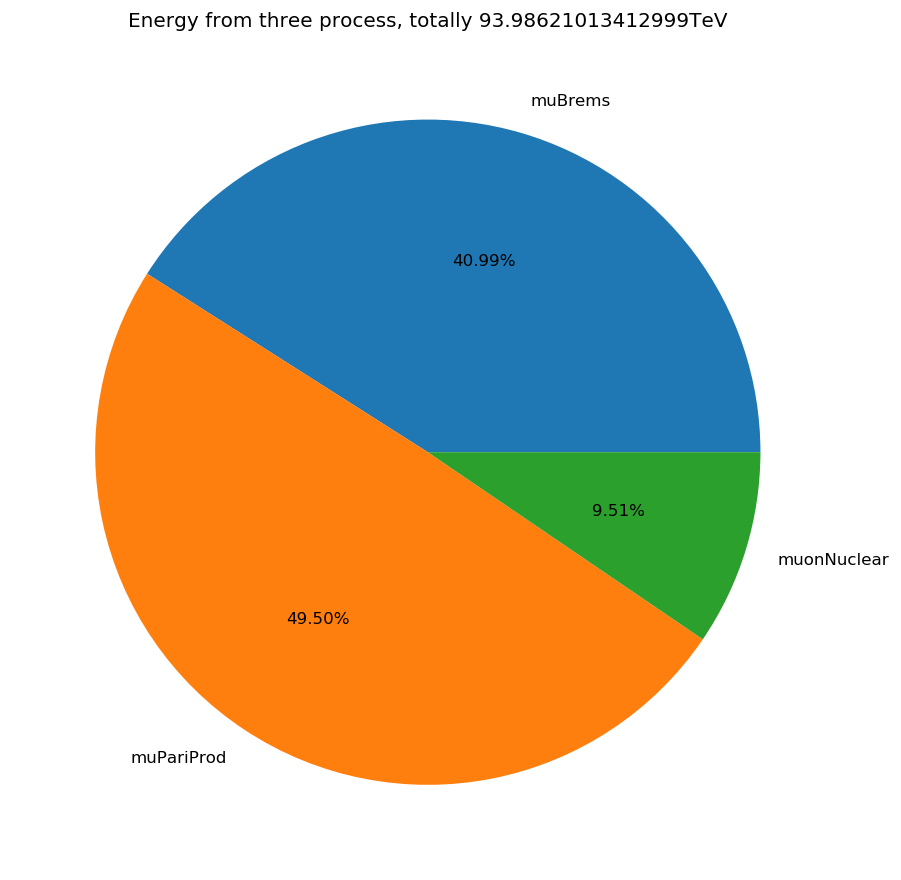 Energy from three process, totally 93.98621013412999TeV
muBrems
40.99%
9.51%
muonNuclear
49.50%
muPariProd